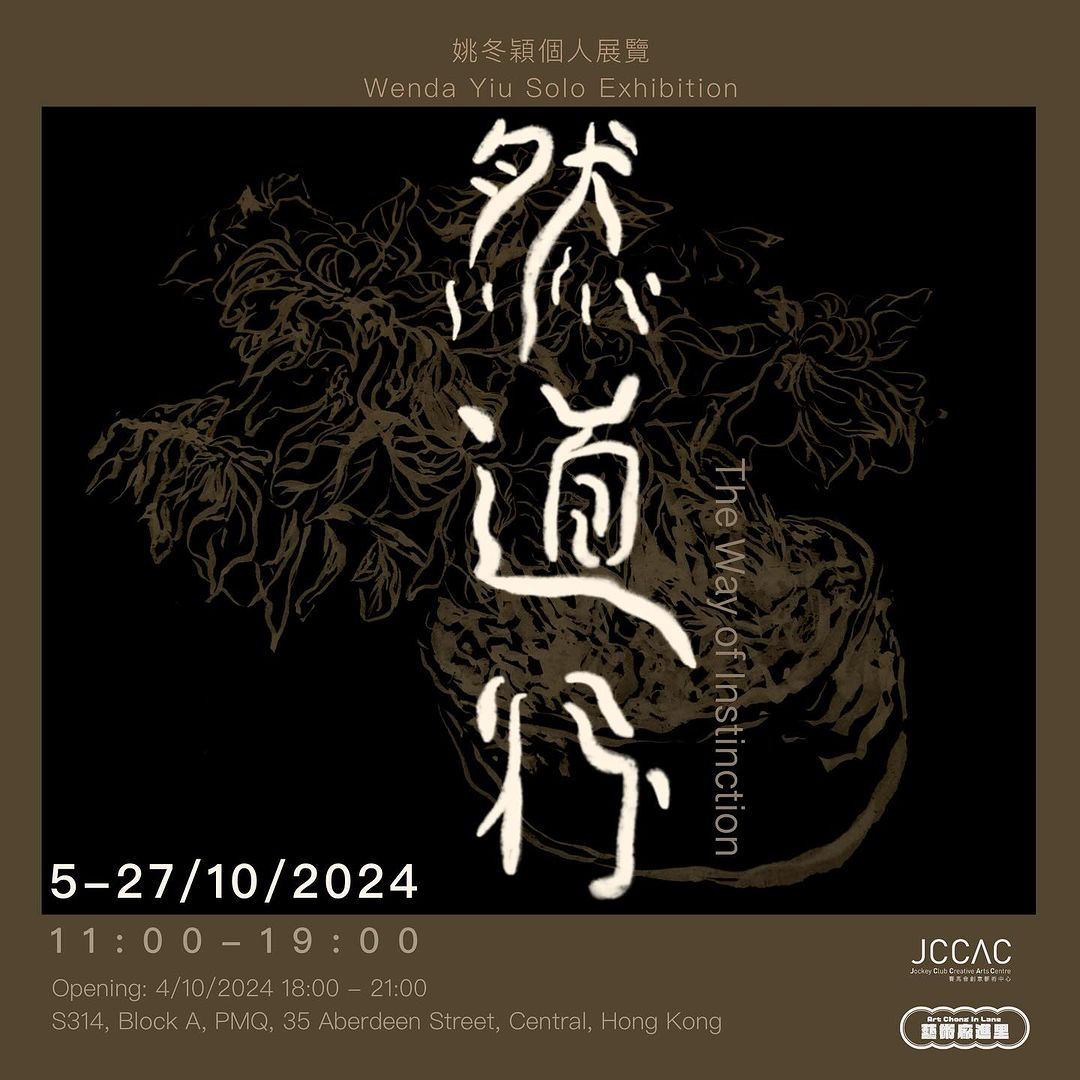 姚冬穎個人展覽
Wenda Yiu Solo Exhibition
然道行
The Way of Instinction
5–27/10/2024
11:00–19:00
Opening: 4/10/2024 18:00 – 21:00
S314, Block A, PMQ, 35 Aberdeen Street, Central, Hong Kong
JCCAC
Jockey Club Creative Arts Centre
賽馬會創意藝術中心
Art Chong In Lane
藝術廠進里